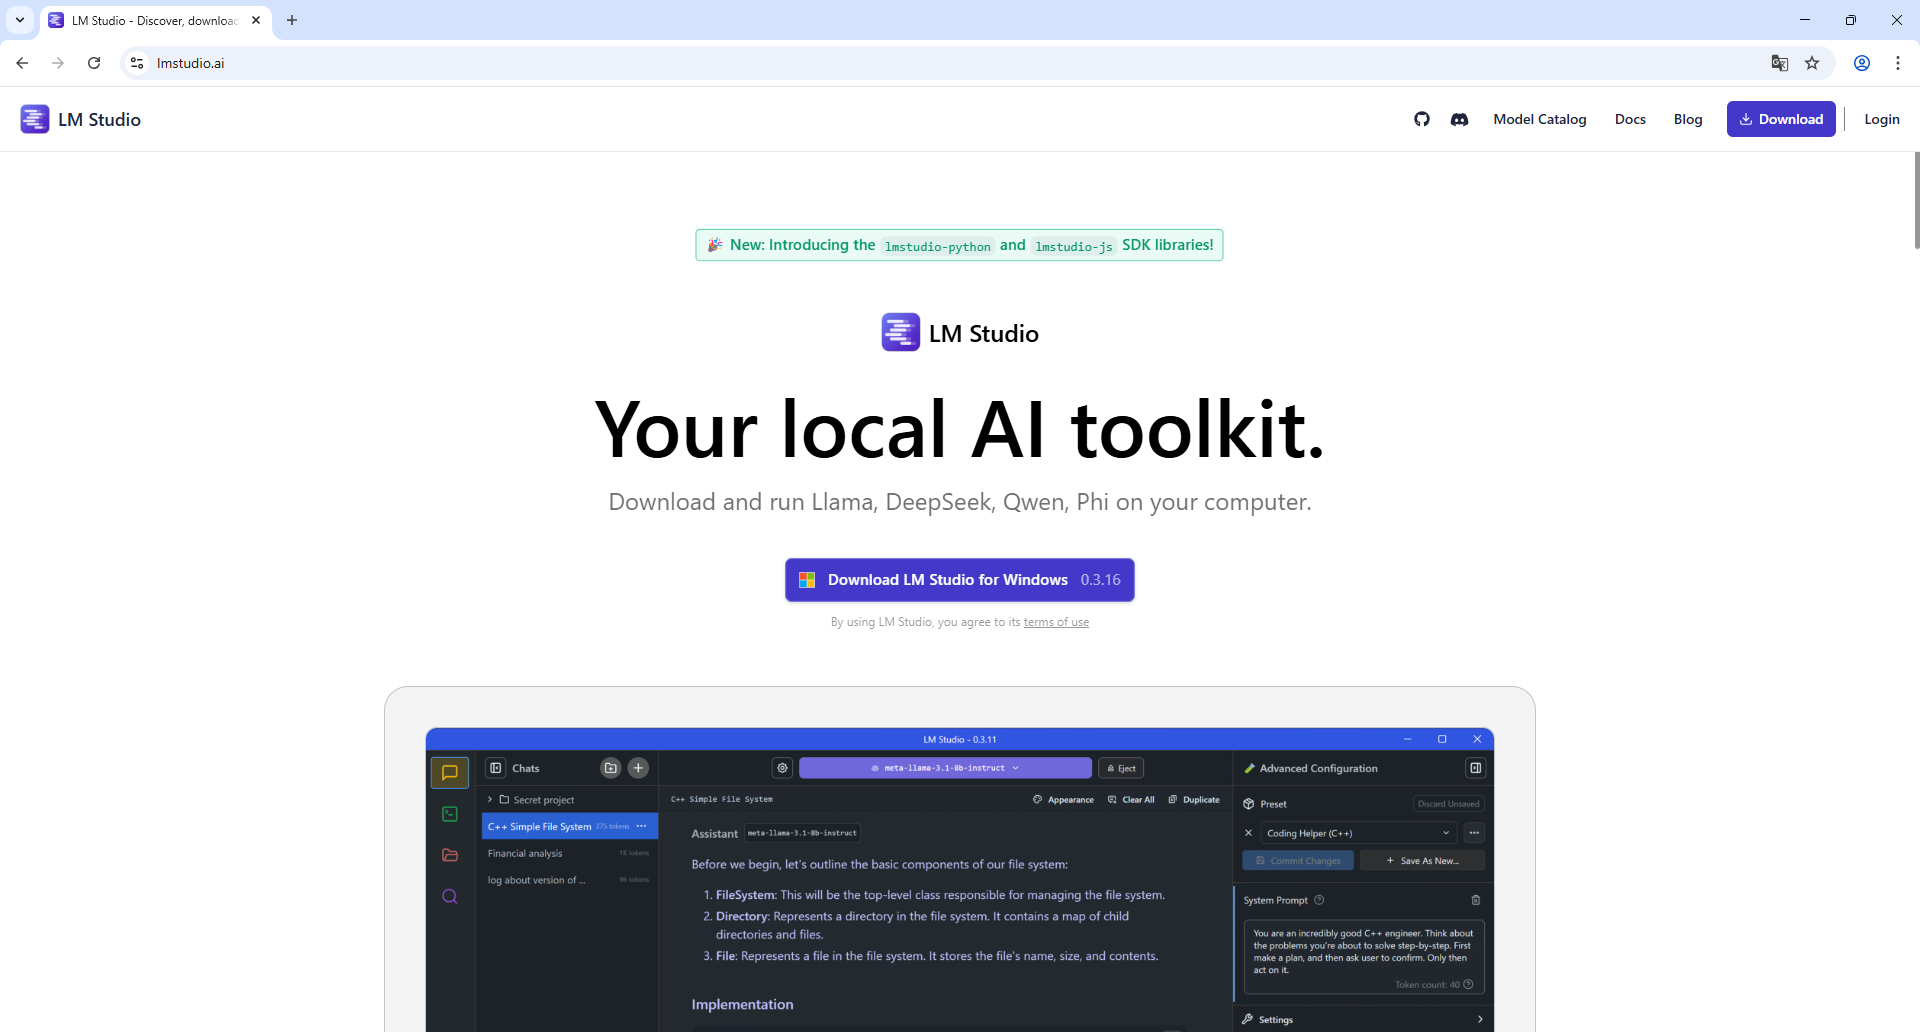 LM Studio - Discover, download
lmstudio.ai
LM Studio
Model Catalog
Docs
Blog
Download
Login
🎉 New: Introducing the lmstudio-python and lmstudio-js SDK libraries!
LM Studio
Your local AI toolkit.
Download and run Llama, DeepSeek, Qwen, Phi on your computer.
Download LM Studio for Windows 0.3.16
By using LM Studio, you agree to its terms of use
LM Studio - 0.3.11
Chats
meta-llama-3.1-8b-instruct
Eject
Advanced Configuration
Secret project
C++ Simple File System
Appearance
Clear All
Duplicate
Preset
Discard Unsaved
C++ Simple File System 275 tokens
Financial analysis 1K tokens
log about version of ... 96 tokens
Assistant meta-llama-3.1-8b-instruct
Before we begin, let's outline the basic components of our file system:
1. FileSystem: This will be the top-level class responsible for managing the file system.
2. Directory: Represents a directory in the file system. It contains a map of child
directories and files.
3. File: Represents a file in the file system. It stores the file's name, size, and contents.
Implementation
Coding Helper (C++)
Commit Changes
+ Save As New...
System Prompt
You are an incredibly good C++ engineer. Think about
the problems you're about to solve step-by-step. First
make a plan, and then ask user to confirm. Only then
act on it.
Token count: 40
Settings